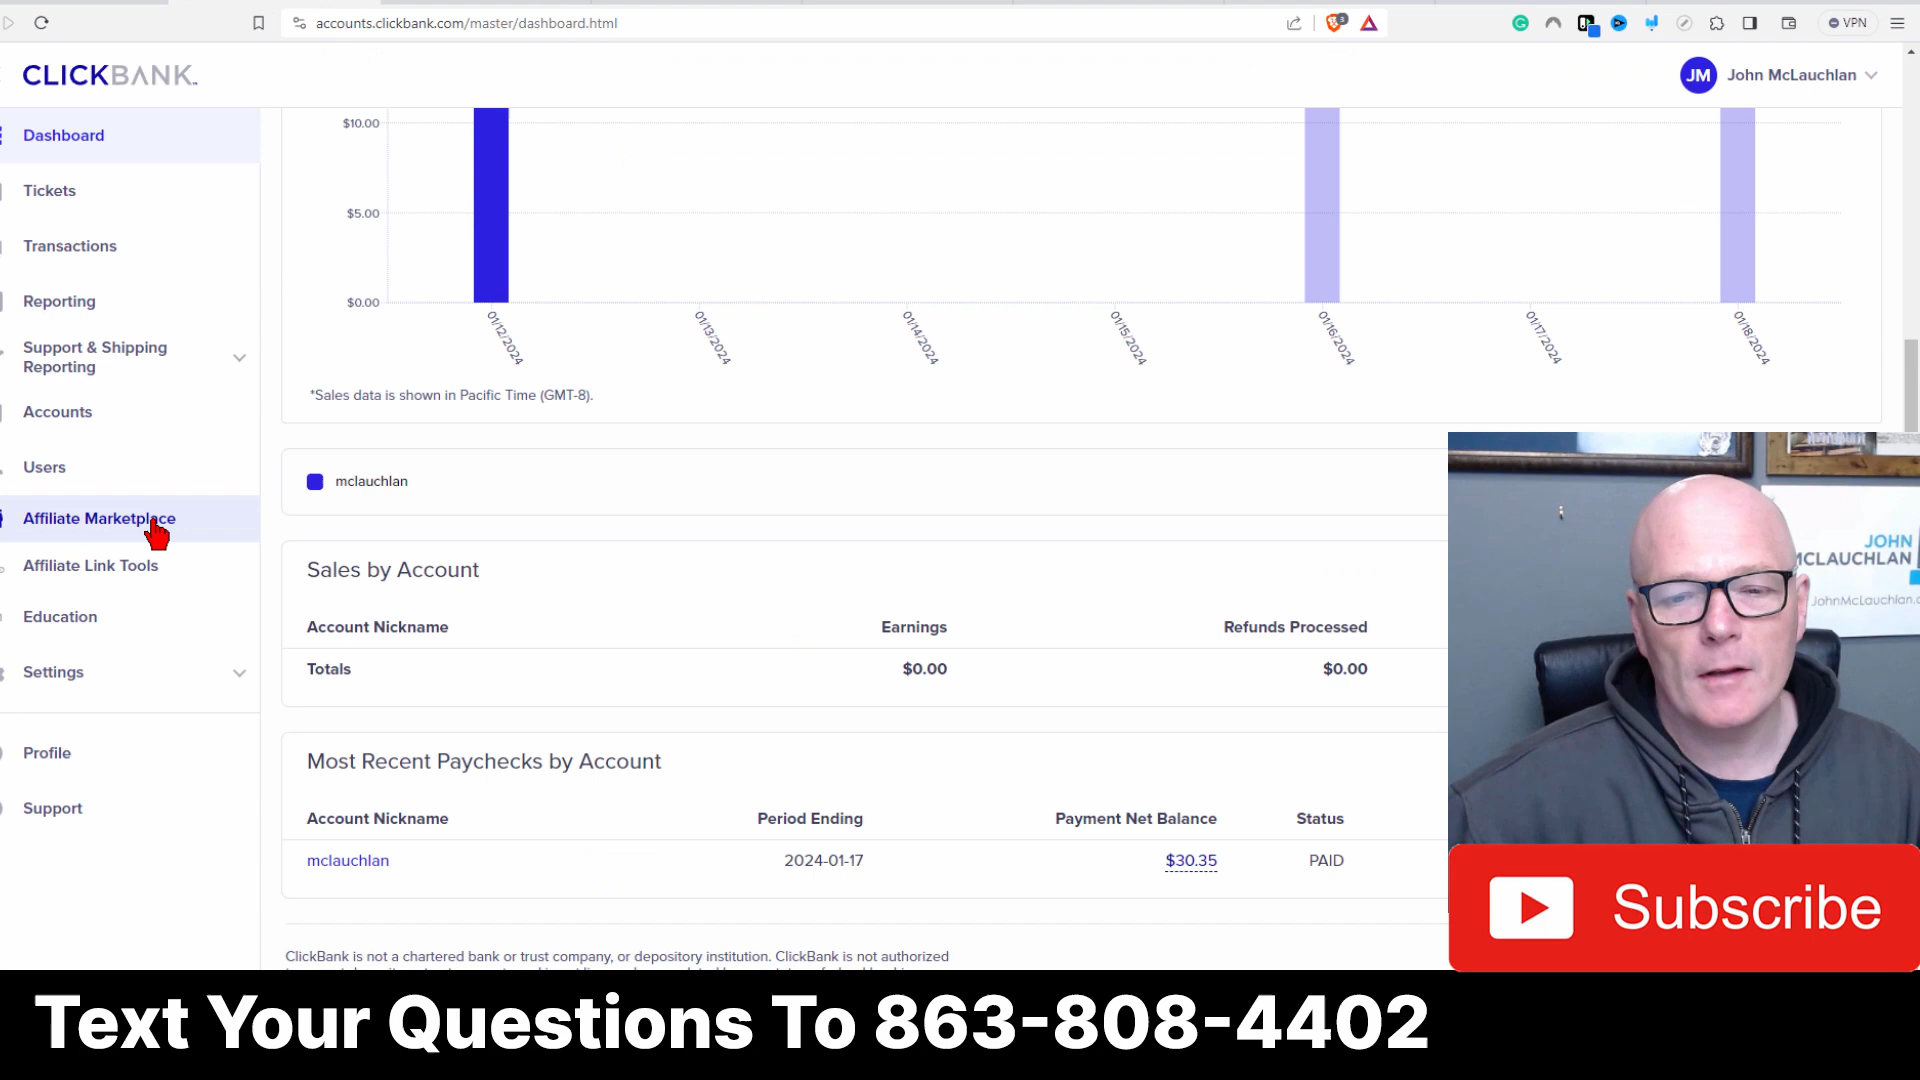 accounts.clickbank.com/master/dashboard.html
3
VPN
CLICKBANK
JM
John McLauchlan
Dashboard
Tickets
Transactions
Reporting
Support & Shipping
Reporting
Accounts
Users
Affiliate Marketplace
Affiliate Link Tools
Education
Settings
Profile
Support
$10.00
$5.00
$0.00
01/12/2024
01/13/2024
01/14/2024
01/15/2024
01/16/2024
01/17/2024
01/18/2024
*Sales data is shown in Pacific Time (GMT-8).
mclauchlan
Sales by Account
Account Nickname Earnings Refunds Processed
Totals $0.00 $0.00
Most Recent Paychecks by Account
Account Nickname Period Ending Payment Net Balance Status
mclauchlan 2024-01-17 $30.35 PAID
ClickBank is not a chartered bank or trust company, or depository institution. ClickBank is not authorized
JOHN
MCLAUCHLAN
JohnMcLauchlan.c
Subscribe
Text Your Questions To 863-808-4402